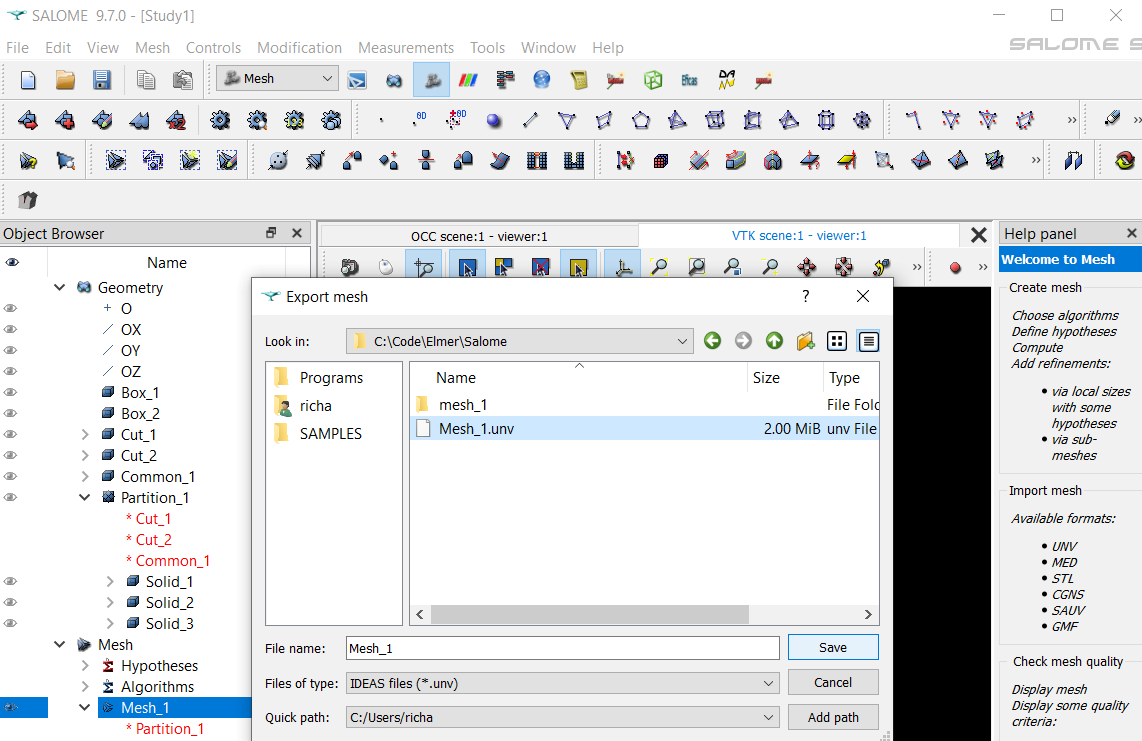 SALOME 9.7.0 - [Study1]
File Edit View Mesh Controls Modification Measurements Tools Window Help
SALOME
Mesh
Eficas
0D
0D
Object Browser
OCC scene:1 - viewer:1
VTK scene:1 - viewer:1
Help panel
Name
Welcome to Mesh
Geometry
O
OX
OY
OZ
Box_1
Box_2
Cut_1
Cut_2
Common_1
Partition_1
* Cut_1
* Cut_2
* Common_1
Solid_1
Solid_2
Solid_3
Mesh
Hypotheses
Algorithms
Mesh_1
* Partition_1
Export mesh
?
Look in: C:\Code\Elmer\Salome
Programs
richa
SAMPLES
Name Size Type
mesh_1 File Fold
Mesh_1.unv 2.00 MiB unv File
File name: Mesh_1 Save
Files of type: IDEAS files (*.unv) Cancel
Quick path: C:/Users/richa Add path
Create mesh
Choose algorithms
Define hypotheses
Compute
Add refinements:
• via local sizes
with some
hypotheses
• via sub-
meshes
Import mesh
Available formats:
• UNV
• MED
• STL
• CGNS
• SAUV
• GMF
Check mesh quality
Display mesh
Display some quality
criteria: